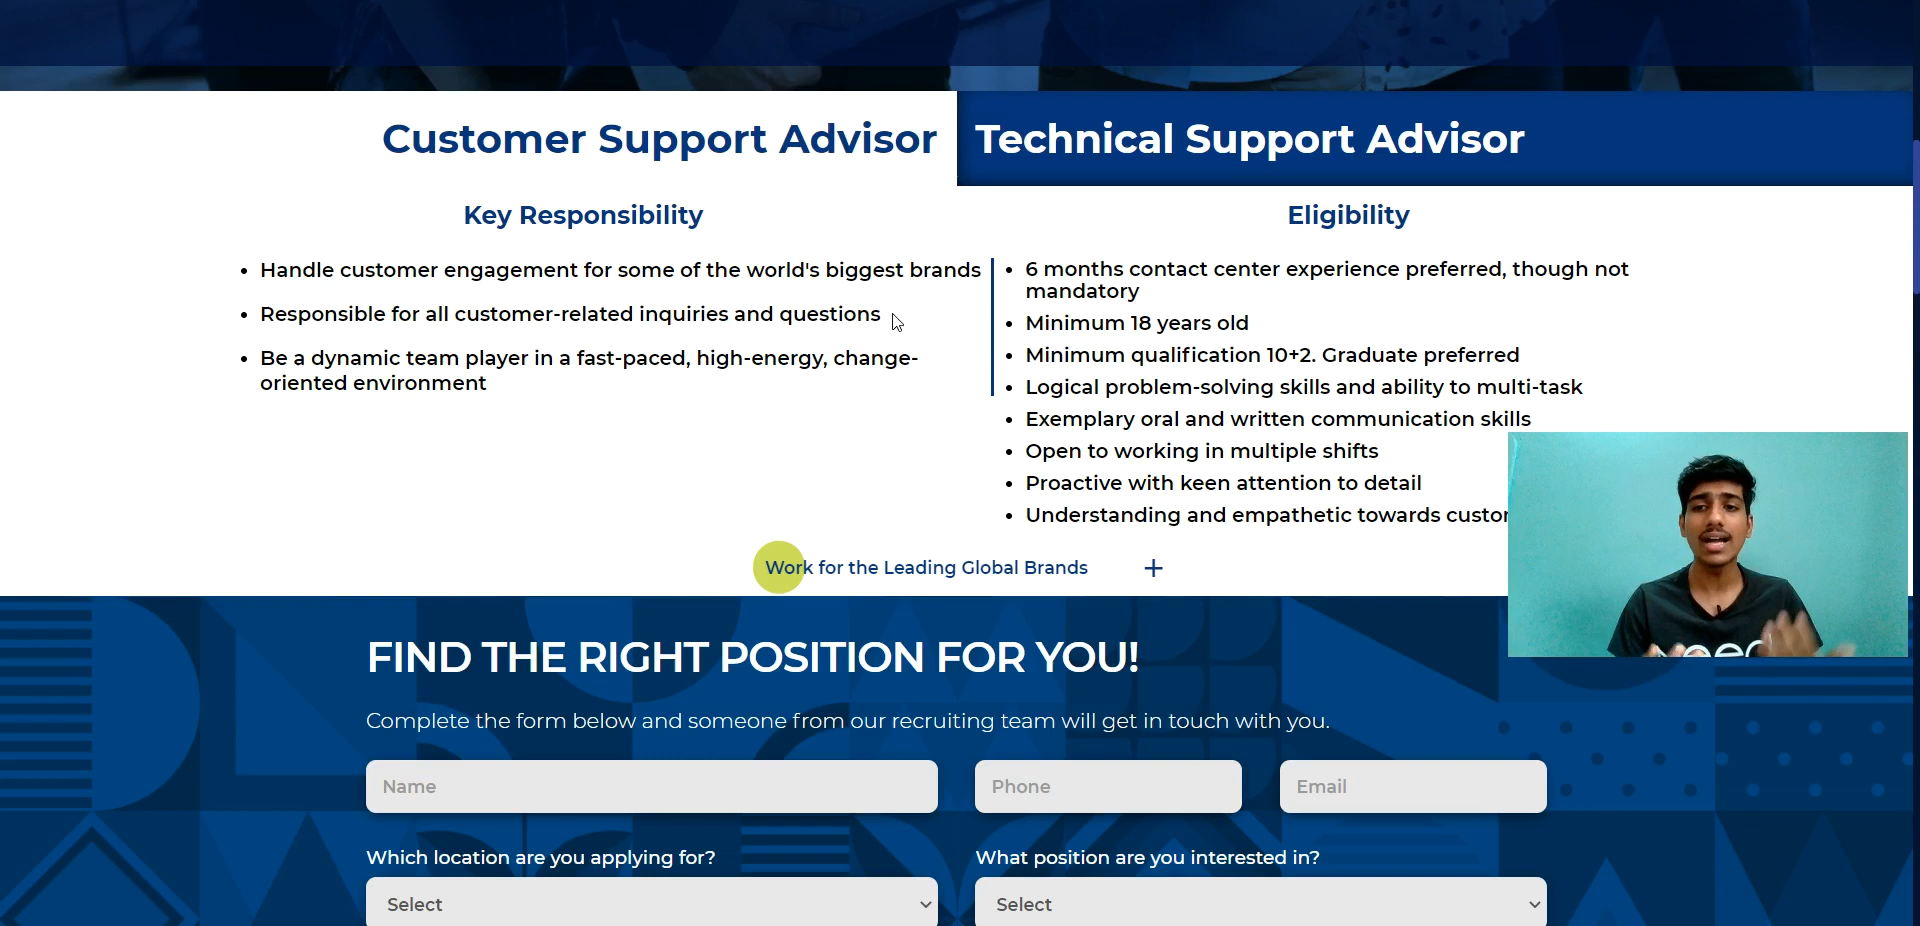 Customer Support Advisor
Technical Support Advisor
Key Responsibility
• Handle customer engagement for some of the world's biggest brands
• Responsible for all customer-related inquiries and questions
• Be a dynamic team player in a fast-paced, high-energy, change-
oriented environment
Eligibility
• 6 months contact center experience preferred, though not
mandatory
• Minimum 18 years old
• Minimum qualification 10+2. Graduate preferred
• Logical problem-solving skills and ability to multi-task
• Exemplary oral and written communication skills
• Open to working in multiple shifts
• Proactive with keen attention to detail
• Understanding and empathetic towards
Work for the Leading Global Brands +
FIND THE RIGHT POSITION FOR YOU!
Complete the form below and someone from our recruiting team will get in touch with you.
Name
Phone
Email
Which location are you applying for?
What position are you interested in?
Select
Select